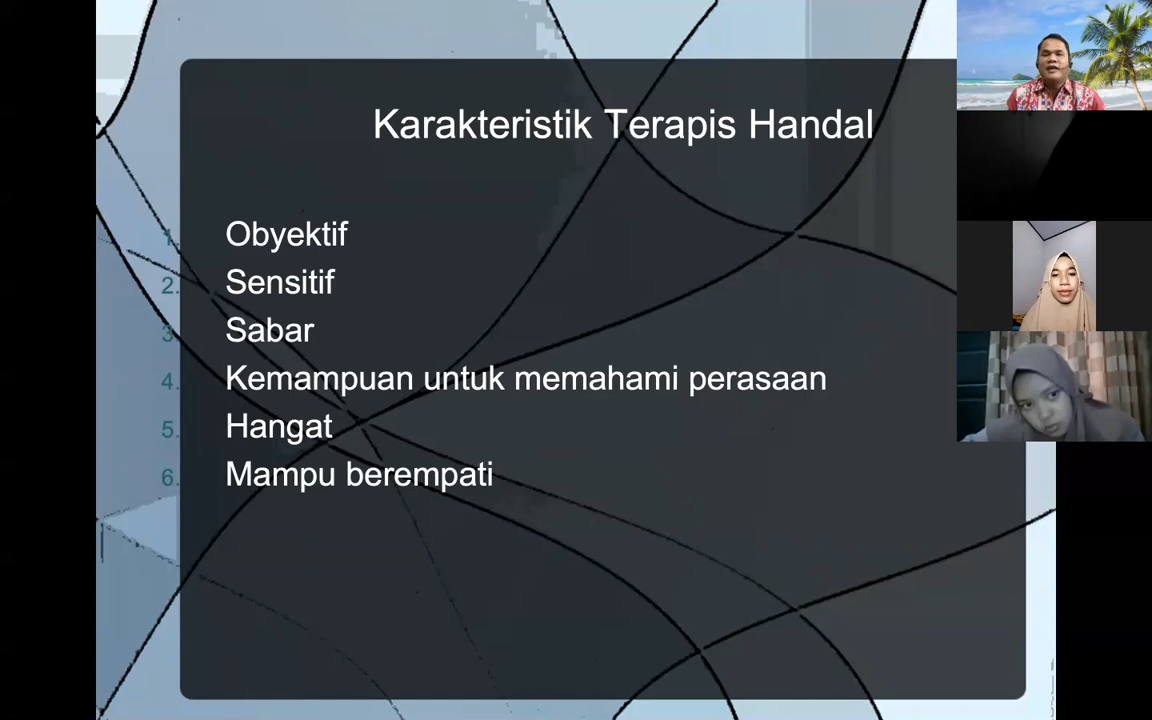 Karakteristik Terapis Handal
1. Obyektif
2. Sensitif
3. Sabar
4. Kemampuan untuk memahami perasaan
5. Hangat
6. Mampu berempati